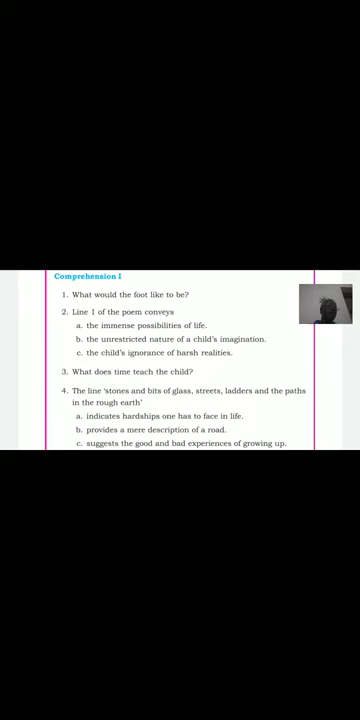 Comprehension I
1. What would the foot like to be?
2. Line 1 of the poem conveys
a. the immense possibilities of life.
b. the unrestricted nature of a child's imagination.
c. the child's ignorance of harsh realities.
3. What does time teach the child?
4. The line 'stones and bits of glass, streets, ladders and the paths
in the rough earth'
a. indicates hardships one has to face in life.
b. provides a mere description of a road.
c. suggests the good and bad experiences of growing up.